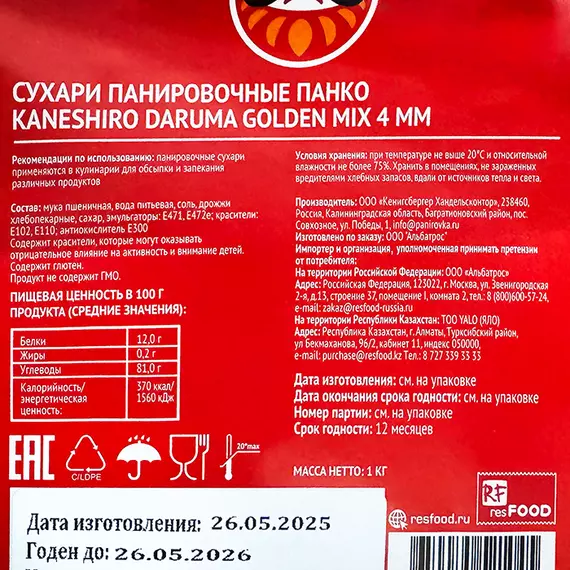 СУХАРИ ПАНИРОВОЧНЫЕ ПАНКО
KANESHIRO DARUMA GOLDEN MIX 4 ММ
Рекомендации по использованию: панировочные сухари
применяются в кулинарии для обсыпки и запекания
различных продуктов
Состав: мука пшеничная, вода питьевая, соль, дрожжи
хлебопекарные, сахар, эмульгаторы: Е471, Е472е; красители:
Е102, Е110; антиокислитель Е300
Содержит красители, которые могут оказывать
отрицательное влияние на активность и внимание детей.
Содержит глютен.
Продукт не содержит ГМО.
ПИЩЕВАЯ ЦЕННОСТЬ В 100 Г
ПРОДУКТА (СРЕДНИЕ ЗНАЧЕНИЯ):
Белки 12,0 г
Жиры 0,2 г
Углеводы 81,0 г
Калорийность/ 370 ккал/
энергетическая 1560 кДж
ценность:
EAC
C/LDPE
20°max
Условия хранения: при температуре не выше 20°С и относительной
влажности не более 75%. Хранить в помещениях, не зараженных
вредителями хлебных запасов, вдали от источников тепла и света.
Производитель: ООО «Кенигсбергер Хандельсконтор», 238460,
Россия, Калининградская область, Багратионовский район, пос.
Совхозное, ул. Победы, 1, info@panirovka.ru
Изготовлено по заказу: ООО "Альбатрос"
Импортер и организация, уполномоченная принимать претензии
от потребителя:
На территории Российской Федерации: ООО «Альбатрос»
Адрес: Российская Федерация, 123022, г. Москва, ул. Звенигородская
2-я, д.13, строение 37, помещение I, комната 2, тел.: 8 (800)600-57-24,
e-mail: zakaz@resfood-russia.ru
На территории Республики Казахстан: ТОО YALO (ЯЛО)
Адрес: Республика Казахстан, г. Алматы, Турксибский район,
ул. Бекмаханова, 96/2, кабинет 11, индекс 050000,
e-mail: purchase@resfood.kz Тел.: 8 727 339 33 33
Дата изготовления: см. на упаковке
Дата окончания срока годности: см. на упаковке
Номер партии: см. на упаковке
Срок годности: 12 месяцев
МАССА НЕТТО: 1 КГ
RF
resFOOD
resfood.ru
Дата изготовления: 26.05.2025
Годен до: 26.05.2026